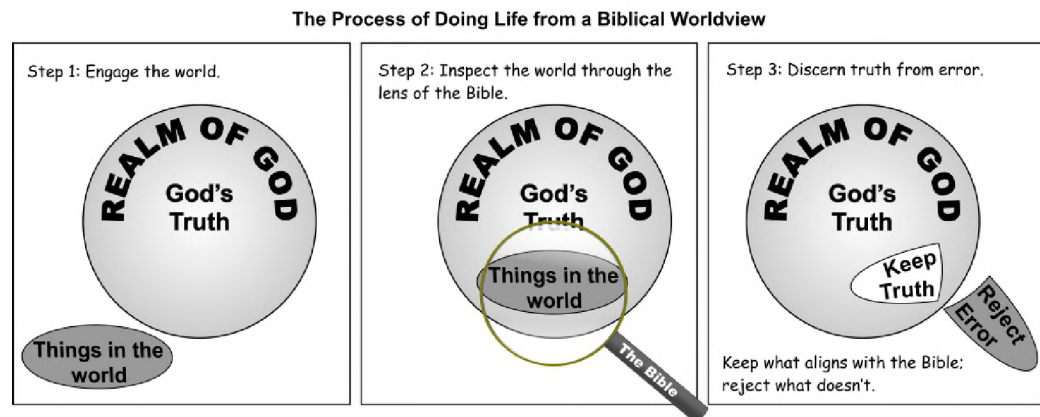 The Process of Doing Life from a Biblical Worldview
Step 1: Engage the world.
REALM OF GOD
God's
Truth
Things in the
world
Step 2: Inspect the world through the
lens of the Bible.
REALM OF GOD
God's
Truth
Things in the
world
The Bible
Step 3: Discern truth from error.
REALM OF GOD
God's
Truth
Keep
Truth
Reject
Error
Keep what aligns with the Bible;
reject what doesn't.